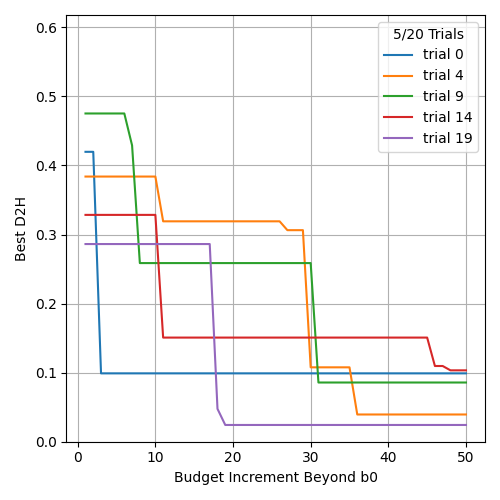 5/20 Trials
trial 0
trial 4
trial 9
trial 14
trial 19
Best D2H
0.6
0.5
0.4
0.3
0.2
0.1
0.0
0 10 20 30 40 50
Budget Increment Beyond b0